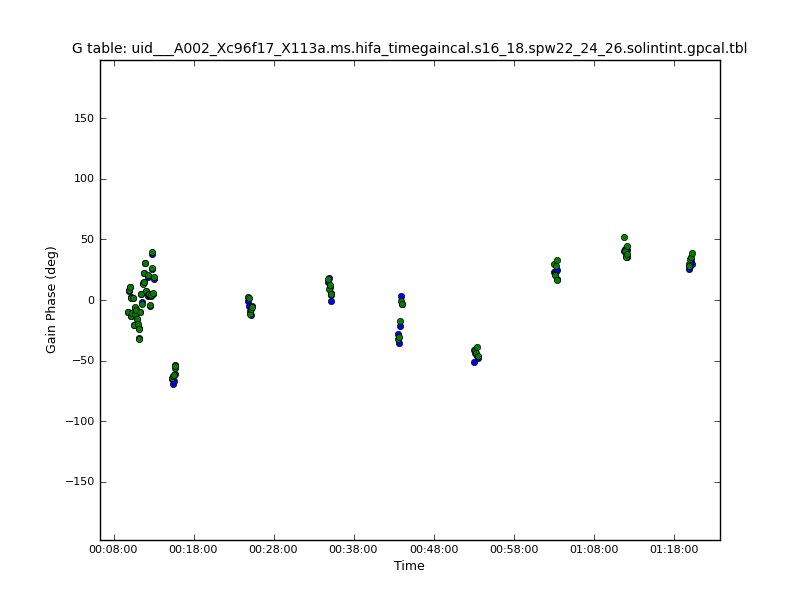 G table: uid___A002_Xc96f17_X113a.ms.hifa_timegaincal.s16_18.spw22_24_26.solintint.gpcal.tbl
150
100
50
0
−50
−100
−150
Gain Phase (deg)
00:08:00 00:18:00 00:28:00 00:38:00 00:48:00 00:58:00 01:08:00 01:18:00
Time